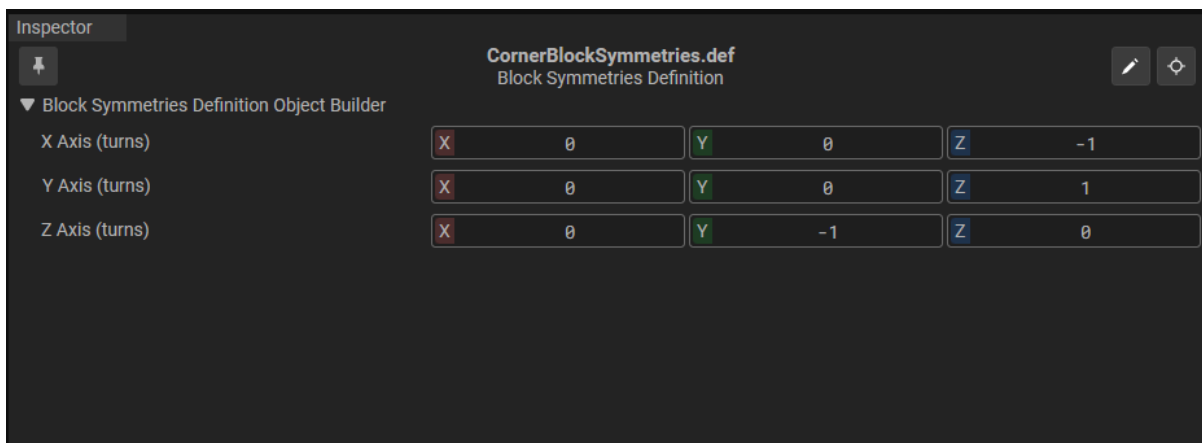 Inspector
CornerBlockSymmetries.def
Block Symmetries Definition
Block Symmetries Definition Object Builder
X Axis (turns) X 0 Y 0 Z -1
Y Axis (turns) X 0 Y 0 Z 1
Z Axis (turns) X 0 Y -1 Z 0